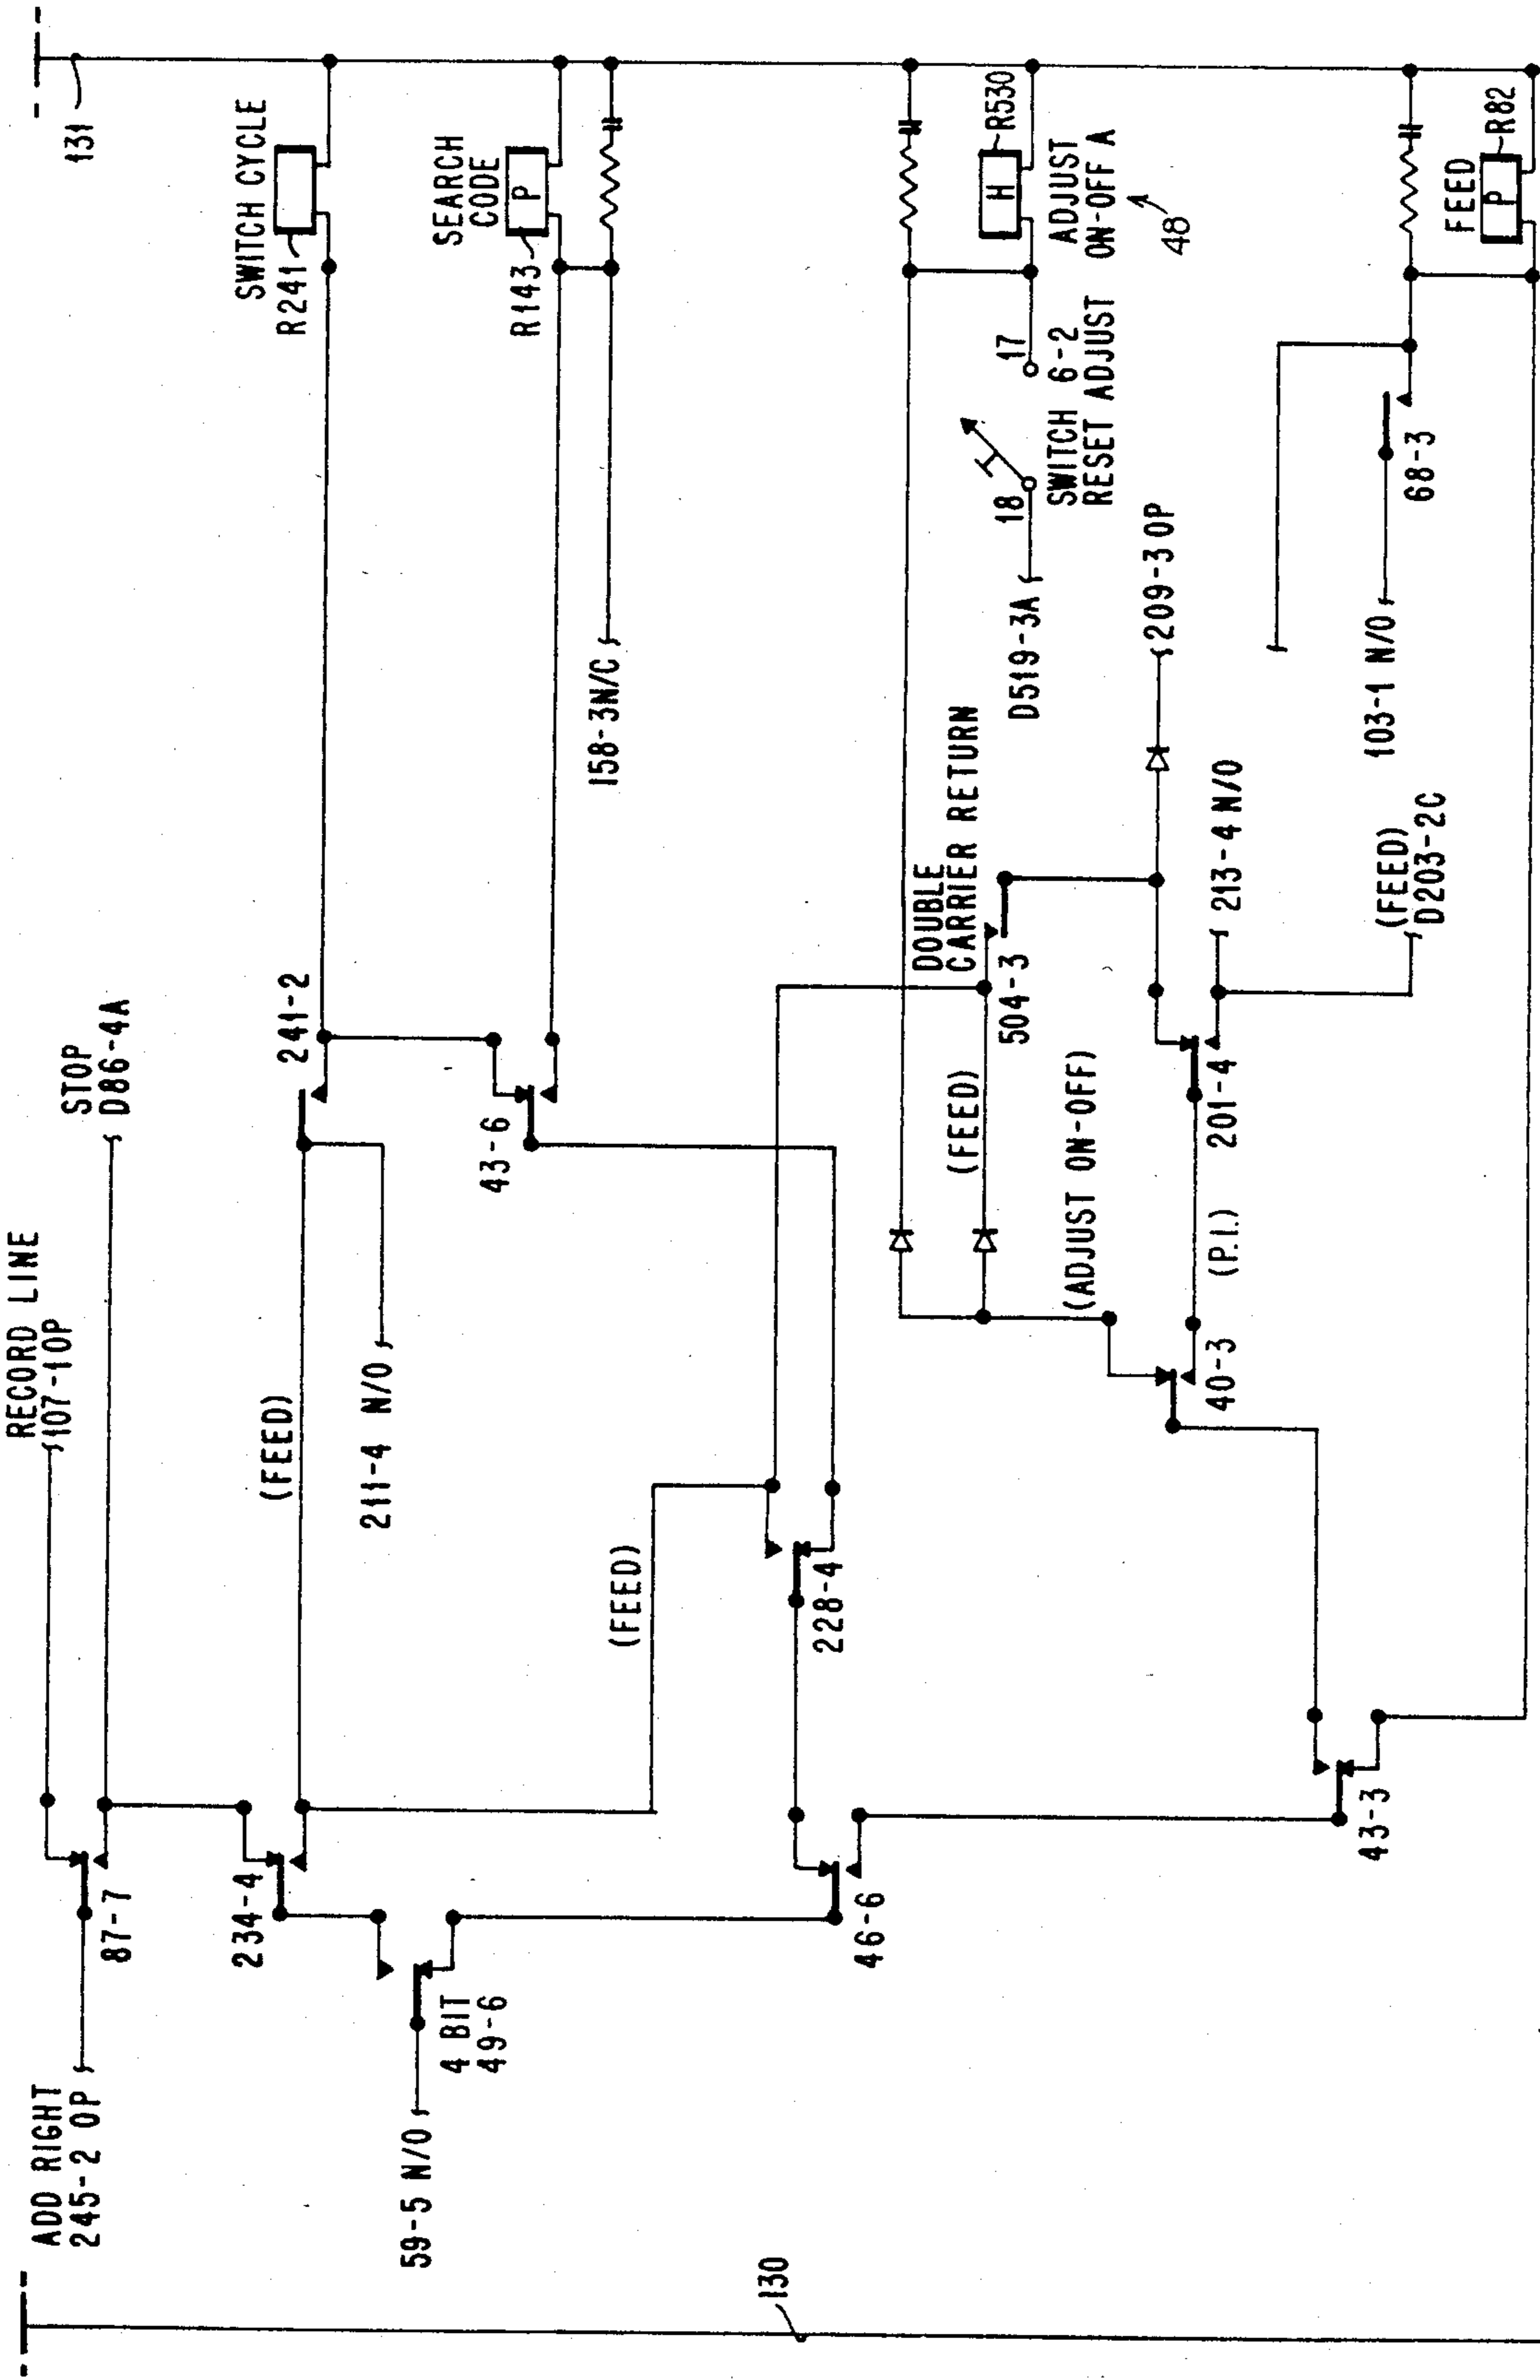 RECORD LINE
107-1 OP
STOP
D86-4A
ADD RIGHT
245-2 OP
87-7
131
SWITCH CYCLE
R241
241-2
(FEED)
211-4 N/O
234-4
SEARCH
CODE
R143
P
43-6
158-3N/C
59-5 N/O
4 BIT
49-6
(FEED)
228-4
46-6
130
DOUBLE
CARRIER RETURN
504-3
(FEED)
H
R530
ADJUST
ON-OFF A
48
17
18
SWITCH 6-2
RESET ADJUST
D519-3A
(ADJUST ON-OFF)
209-3 OP
201-4
(P.I.)
40-3
213-4 N/O
(FEED)
D203-2C
103-1 N/O
68-3
43-3
FEED
P
R82